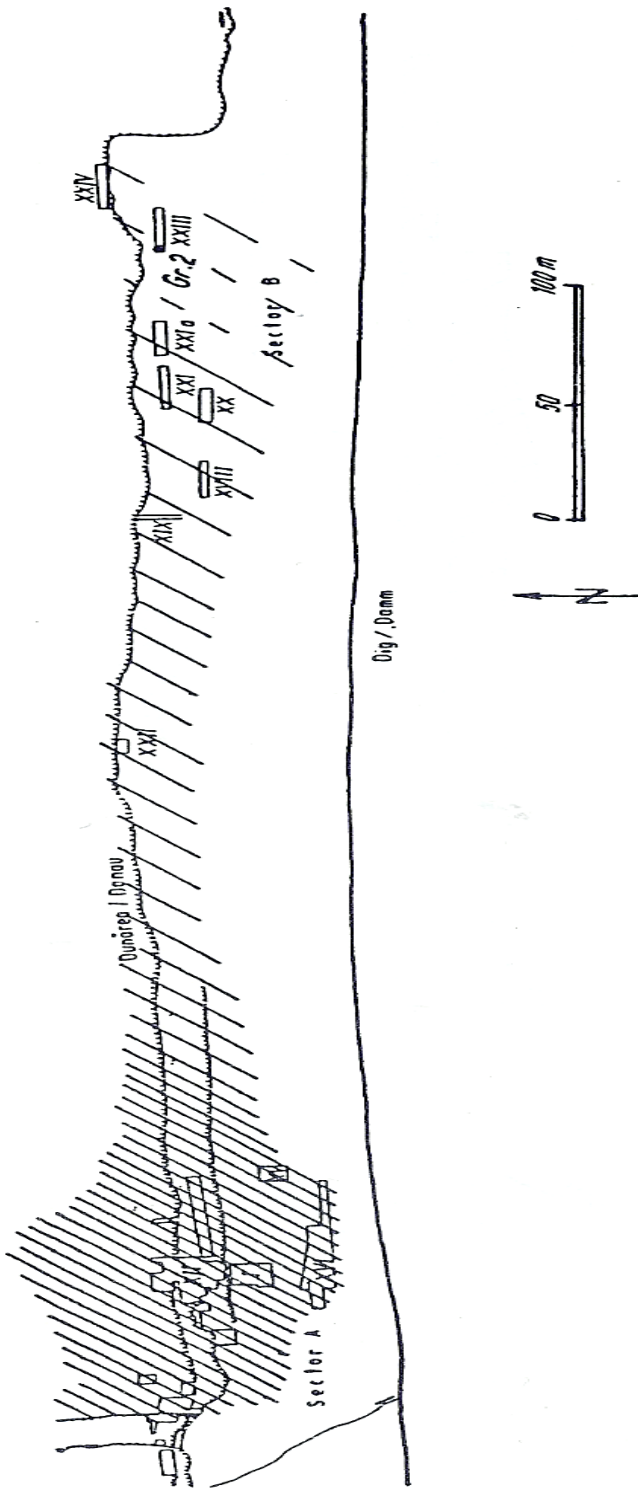 XXIV
XXIII
Gr.2
XXIa
XXI
XX
Sector B
XVIII
XIX
XXII
Dunărea / Donau
XV
Sector A
Dig / Damm
0 50 100 m
N